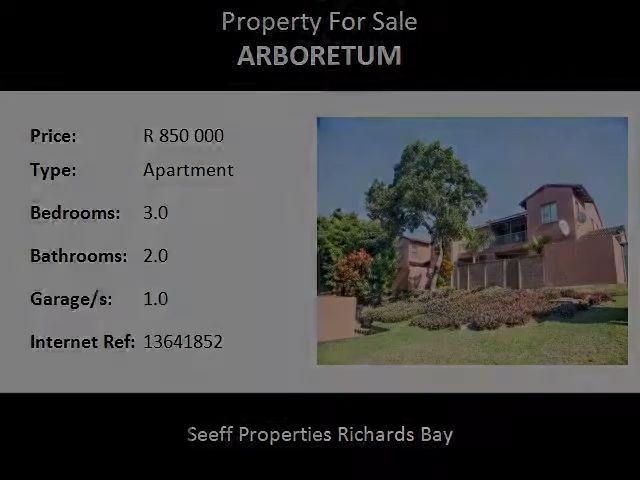 Property For Sale
ARBORETUM
Price: R 850 000
Type: Apartment
Bedrooms: 3.0
Bathrooms: 2.0
Garage/s: 1.0
Internet Ref: 13641852
Seeff Properties Richards Bay